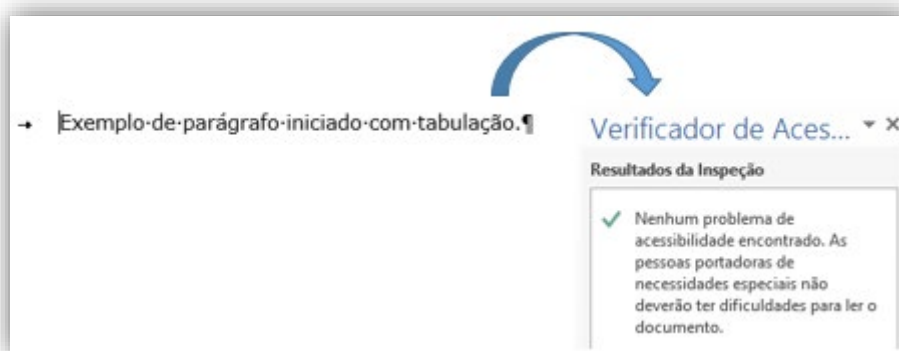 → Exemplo·de·parágrafo·iniciado·com·tabulação.¶
Verificador de Aces...
Resultados da Inspeção
Nenhum problema de
acessibilidade encontrado. As
pessoas portadoras de
necessidades especiais não
deverão ter dificuldades para ler o
documento.